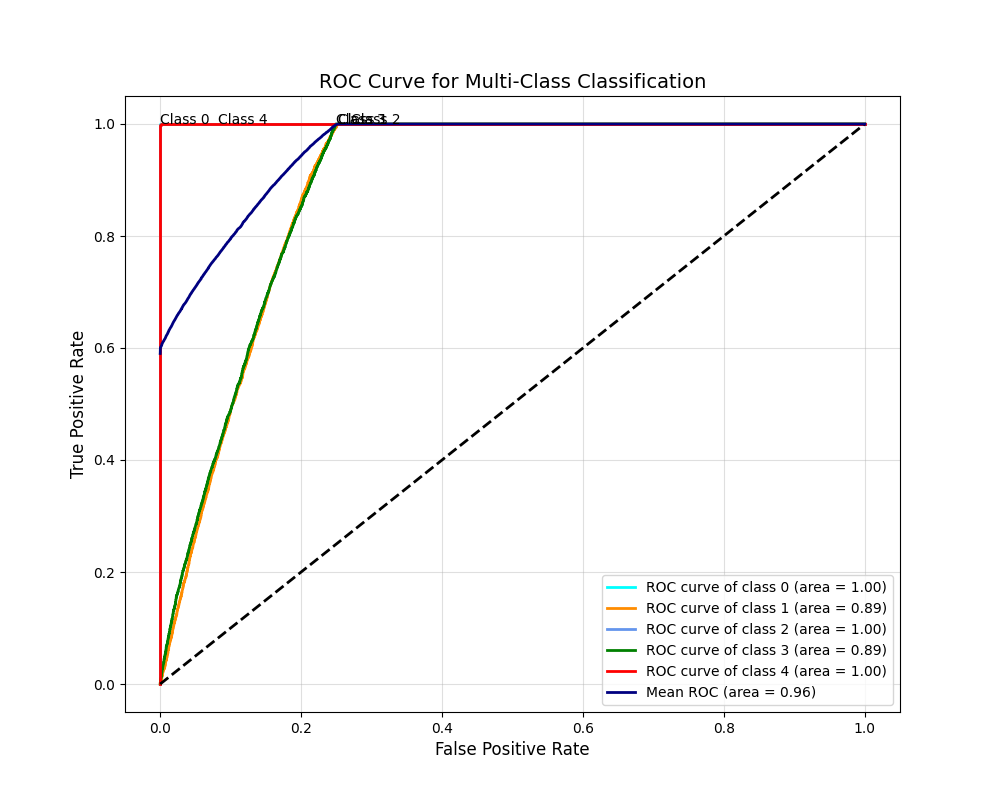 ROC Curve for Multi-Class Classification
Class 0
Class 4
Class 3
Class 2
1.0
0.8
0.6
0.4
0.2
0.0
True Positive Rate
0.0
0.2
0.4
0.6
0.8
1.0
False Positive Rate
ROC curve of class 0 (area = 1.00)
ROC curve of class 1 (area = 0.89)
ROC curve of class 2 (area = 1.00)
ROC curve of class 3 (area = 0.89)
ROC curve of class 4 (area = 1.00)
Mean ROC (area = 0.96)